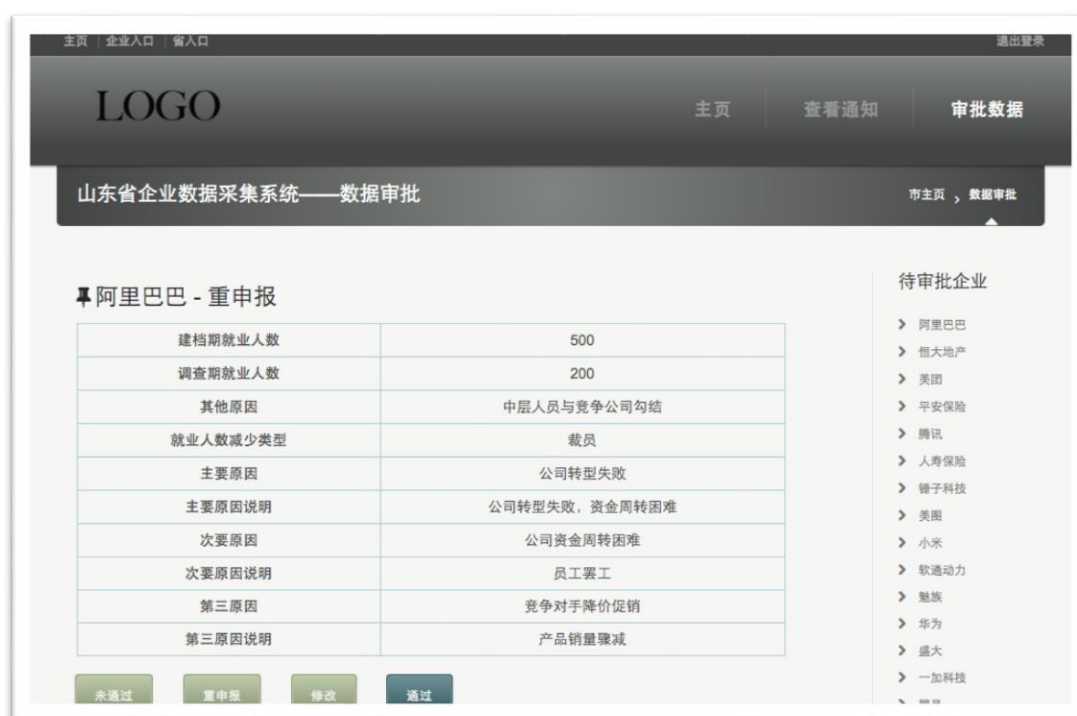 主页 企业入口 省入口 退出登录
LOGO 主页 查看通知 审批数据
山东省企业数据采集系统——数据审批 市主页 > 数据审批
阿里巴巴 - 重申报
建档期就业人数 500
调查期就业人数 200
其他原因 中层人员与竞争公司勾结
就业人数减少类型 裁员
主要原因 公司转型失败
主要原因说明 公司转型失败，资金周转困难
次要原因 公司资金周转困难
次要原因说明 员工罢工
第三原因 竞争对手降价促销
第三原因说明 产品销量骤减
未通过 重申报 修改 通过
待审批企业
阿里巴巴
恒大地产
美团
平安保险
腾讯
人寿保险
锤子科技
美图
小米
软通动力
魅族
华为
盛大
一加科技